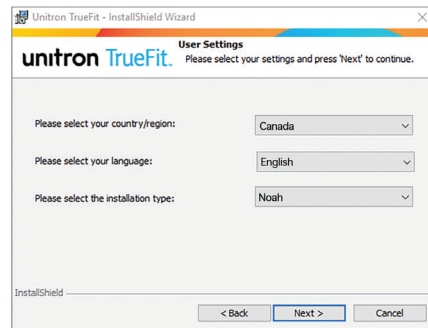 Unitron TrueFit - InstallShield Wizard
unitron TrueFit.
User Settings
Please select your settings and press 'Next' to continue.
Please select your country/region:
Canada
Please select your language:
English
Please select the installation type:
Noah
InstallShield
< Back
Next >
Cancel